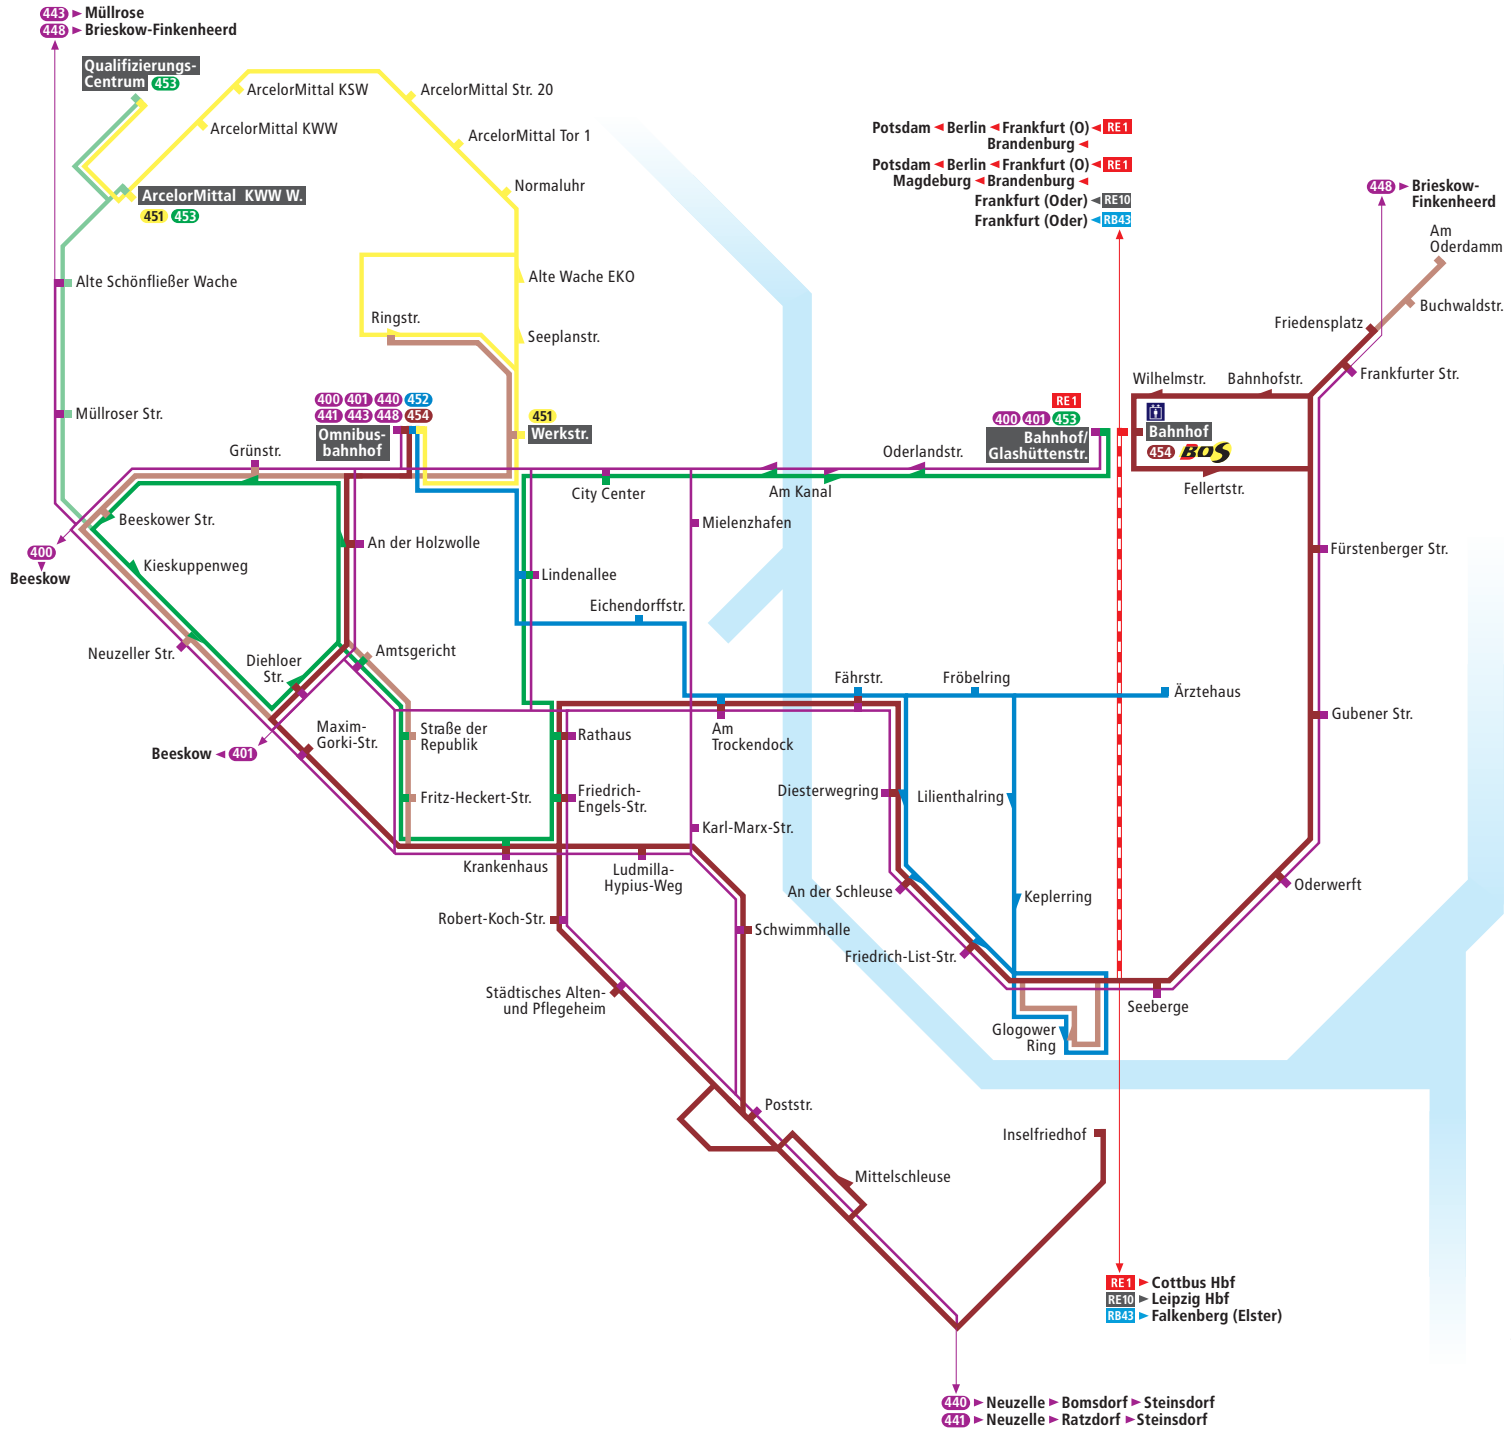 443 Müllrose
448 Brieskow-Finkenheerd
Qualifizierungs-
Centrum 453
ArcelorMittal KSW
ArcelorMittal KWW
ArcelorMittal Str. 20
ArcelorMittal Tor 1
Normaluhr
ArcelorMittal KWW W.
451 453
Alte Schönfließer Wache
Alte Wache EKO
Ringstr.
Seeplanstr.
Müllroser Str.
400 401 440 452
441 443 448 454
Omnibus-
bahnhof
451
Werkstr.
Potsdam Berlin Frankfurt (O) RE1
Brandenburg
Potsdam Berlin Frankfurt (O) RE1
Magdeburg Brandenburg
Frankfurt (Oder) RE10
Frankfurt (Oder) RB43
448 Brieskow-
Finkenheerd
Am
Oderdamm
Buchwaldstr.
Friedensplatz
Frankfurter Str.
Wilhelmstr.
Bahnhofstr.
RE1
400 401 453
Bahnhof/
Glashüttenstr.
Bahnhof
454 BOS
Fellertstr.
Grünstr.
City Center
Am Kanal
Oderlandstr.
Beeskower Str.
An der Holzwolle
Mielenzhafen
Kieskuppenweg
Lindenallee
400
Beeskow
Fürstenberger Str.
Eichendorffstr.
Neuzeller Str.
Diehloer
Str.
Amtsgericht
Fährstr.
Fröbelring
Ärztehaus
Maxim-
Gorki-Str.
Straße der
Republik
Rathaus
Am
Trockendock
Gubener Str.
Beeskow 401
Fritz-Heckert-Str.
Friedrich-
Engels-Str.
Diesterwegring
Lilienthalring
Karl-Marx-Str.
Krankenhaus
Ludmilla-
Hypius-Weg
An der Schleuse
Keplerring
Oderwerft
Robert-Koch-Str.
Schwimmhalle
Friedrich-List-Str.
Städtisches Alten-
und Pflegeheim
Seeberge
Glogower
Ring
Poststr.
Inselfriedhof
Mittelschleuse
RE1 Cottbus Hbf
RE10 Leipzig Hbf
RB43 Falkenberg (Elster)
440 Neuzelle Bomsdorf Steinsdorf
441 Neuzelle Ratzdorf Steinsdorf